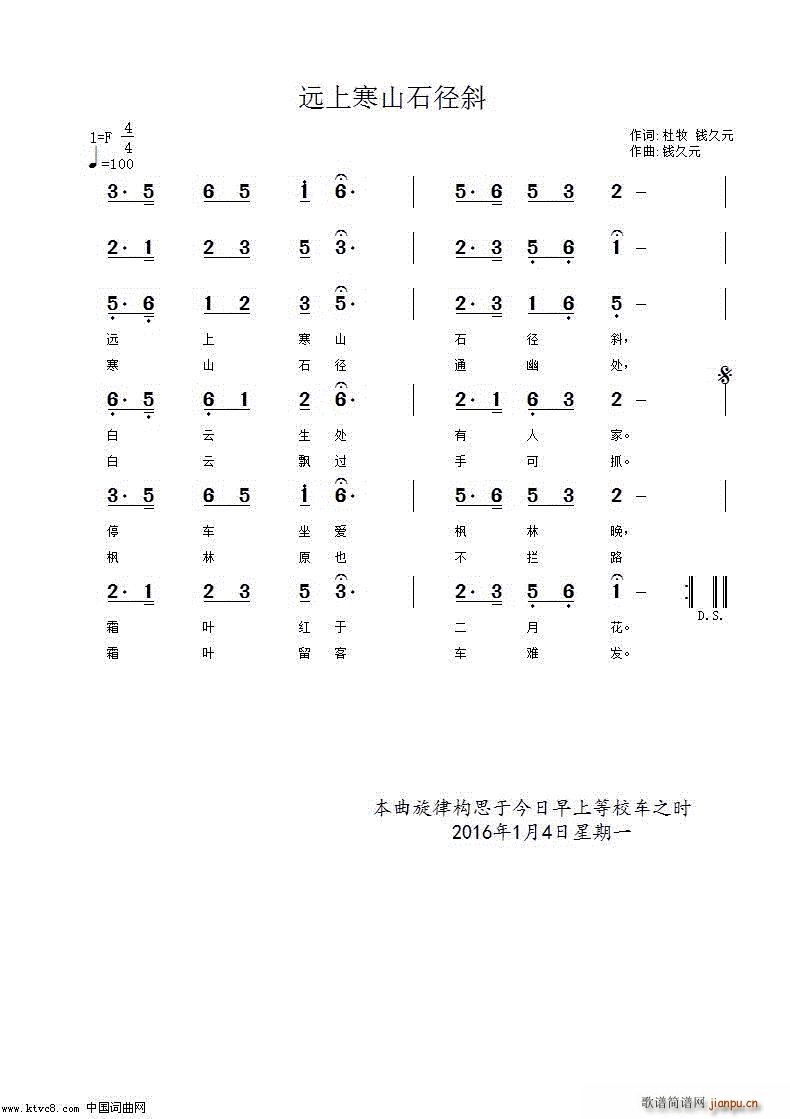 远上寒山石径斜
1=F 4/4
作词: 杜牧 钱久元
♩=100
作曲: 钱久元
3· 5 6 5 i 6· | 5· 6 5 3 2 – |
2· 1 2 3 5 3· | 2· 3 5 6 1 – |
5· 6 1 2 3 5· | 2· 3 1 6 5 – |
远 上 寒 山 石 径 斜,
寒 山 石 径 通 幽 处,
6· 5 6 1 2 6· | 2· 1 6 3 2 – |
白 云 生 处 有 人 家。
白 云 飘 过 手 可 抓。
3· 5 6 5 i 6· | 5· 6 5 3 2 – |
停 车 坐 爱 枫 林 晚,
枫 林 原 也 不 拦 路
2· 1 2 3 5 3· | 2· 3 5 6 1 – :‖ ‖
D.S.
霜 叶 红 于 二 月 花。
霜 叶 留 客 车 难 发。
本曲旋律构思于今日早上等校车之时
2016年1月4日星期一
www.ktvc8.com 中国词曲网
歌谱简谱网
jianpu.cn